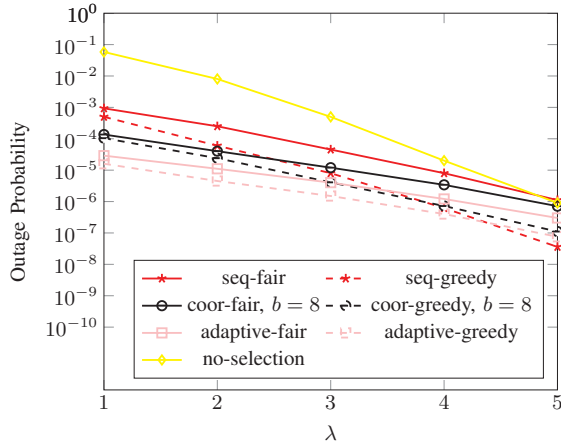 10^0
10^-1
10^-2
10^-3
10^-4
10^-5
10^-6
10^-7
10^-8
10^-9
10^-10
Outage Probability
seq-fair
seq-greedy
coor-fair, b = 8
coor-greedy, b = 8
adaptive-fair
adaptive-greedy
no-selection
1 2 3 4 5
λ